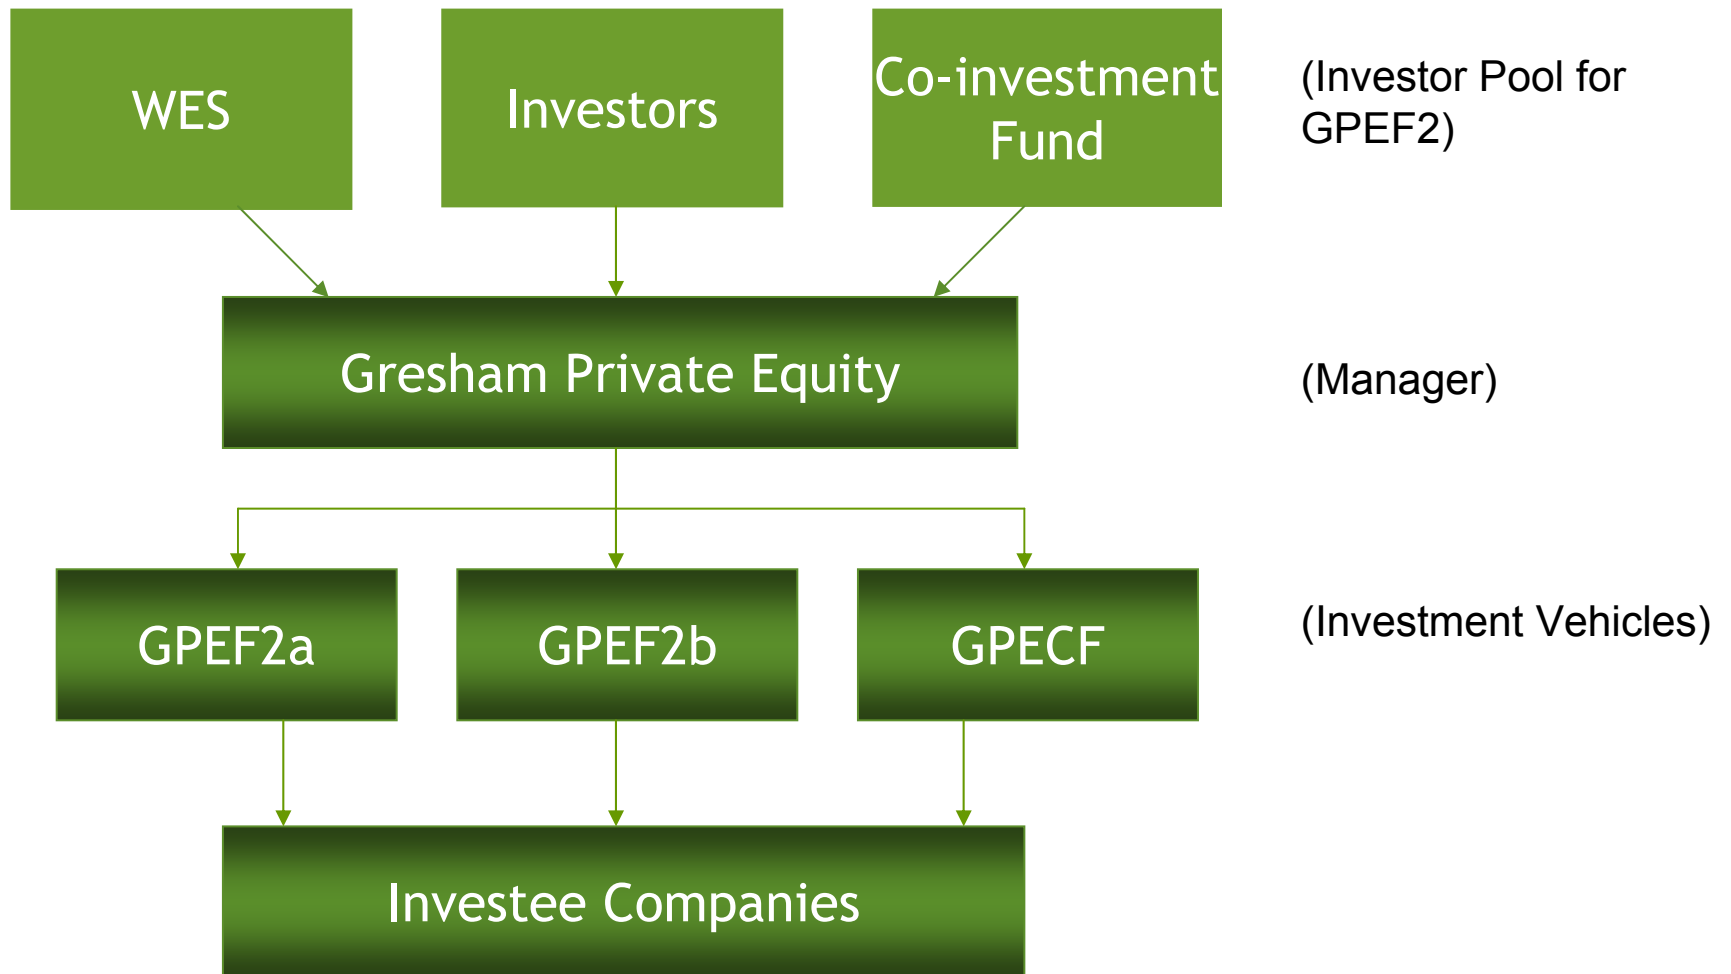 WES
Investors
Co-investment
Fund
(Investor Pool for
GPEF2)
Gresham Private Equity
(Manager)
GPEF2a
GPEF2b
GPECF
(Investment Vehicles)
Investee Companies